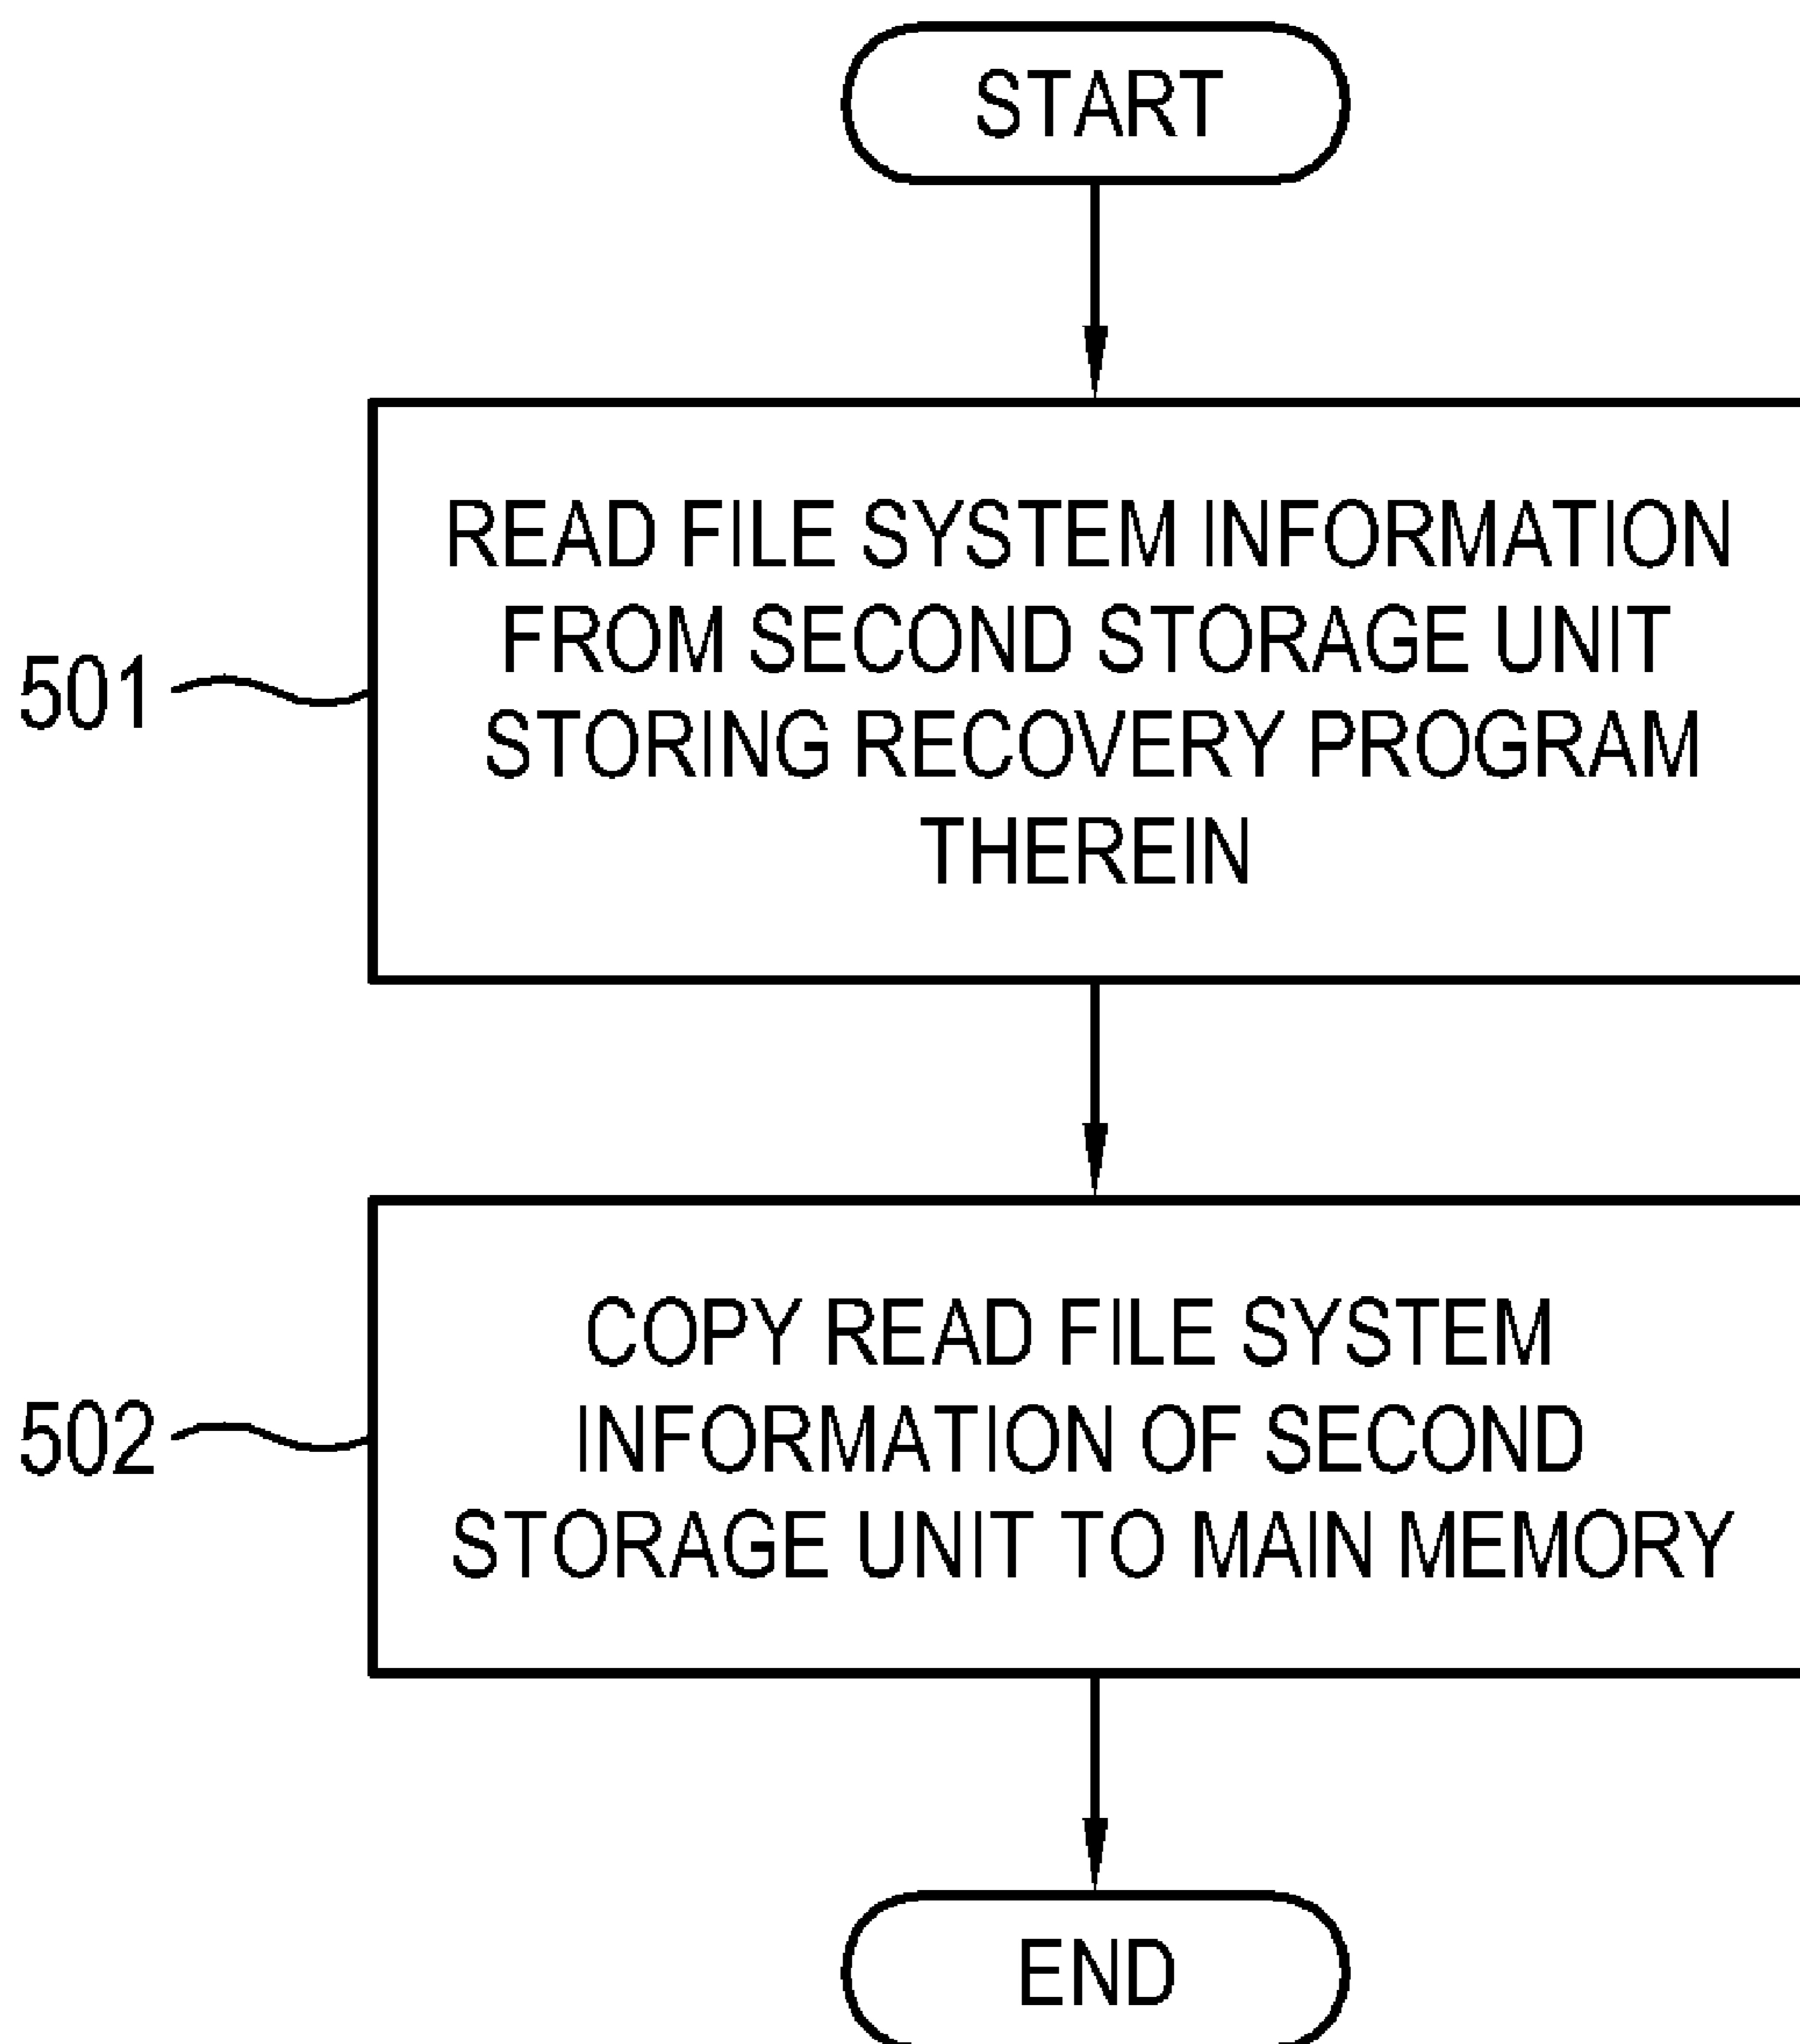 START
READ FILE SYSTEM INFORMATION
FROM SECOND STORAGE UNIT
501
STORING RECOVERY PROGRAM
THEREIN
COPY READ FILE SYSTEM
502
INFORMATION OF SECOND
STORAGE UNIT TO MAIN MEMORY
END